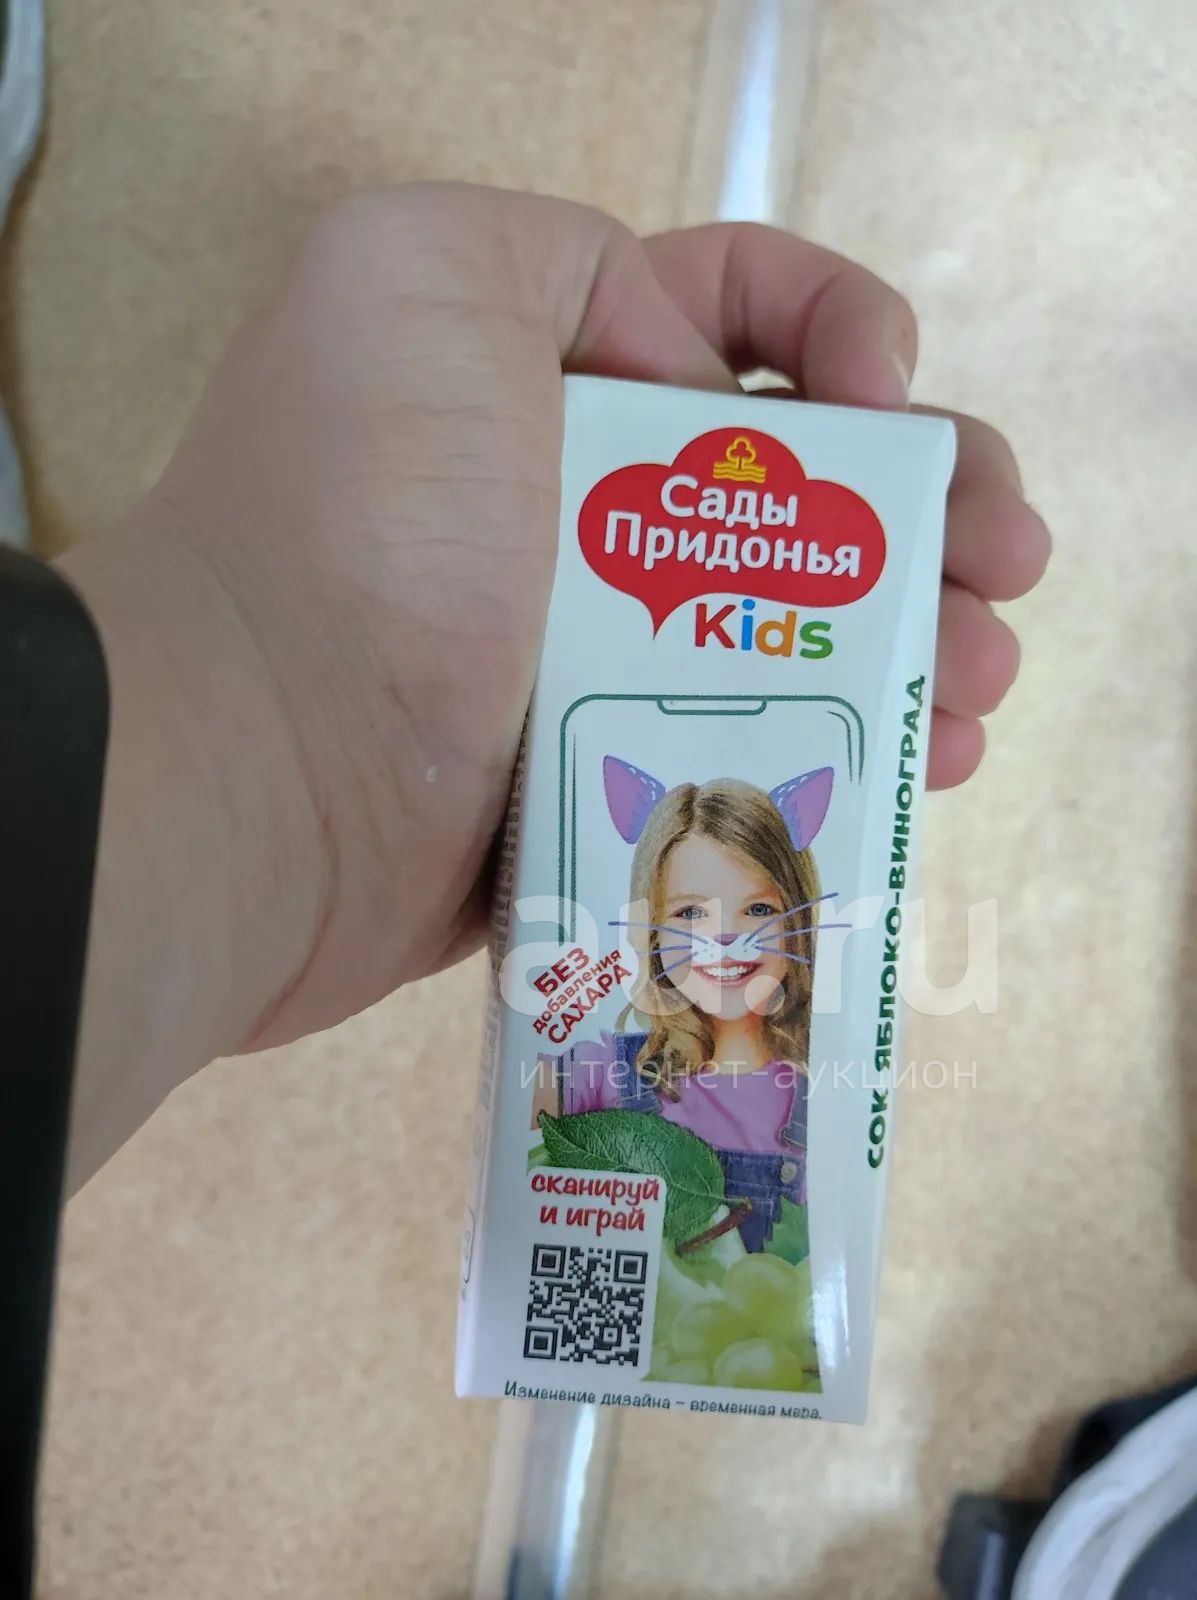 Сады
Придонья
Kids
СОК ЯБЛОКО-ВИНОГРАД
БЕЗ
добавления
САХАРА
au.ru
интернет-аукцион
сканируй
и играй
Изменение дизайна – временная мера.